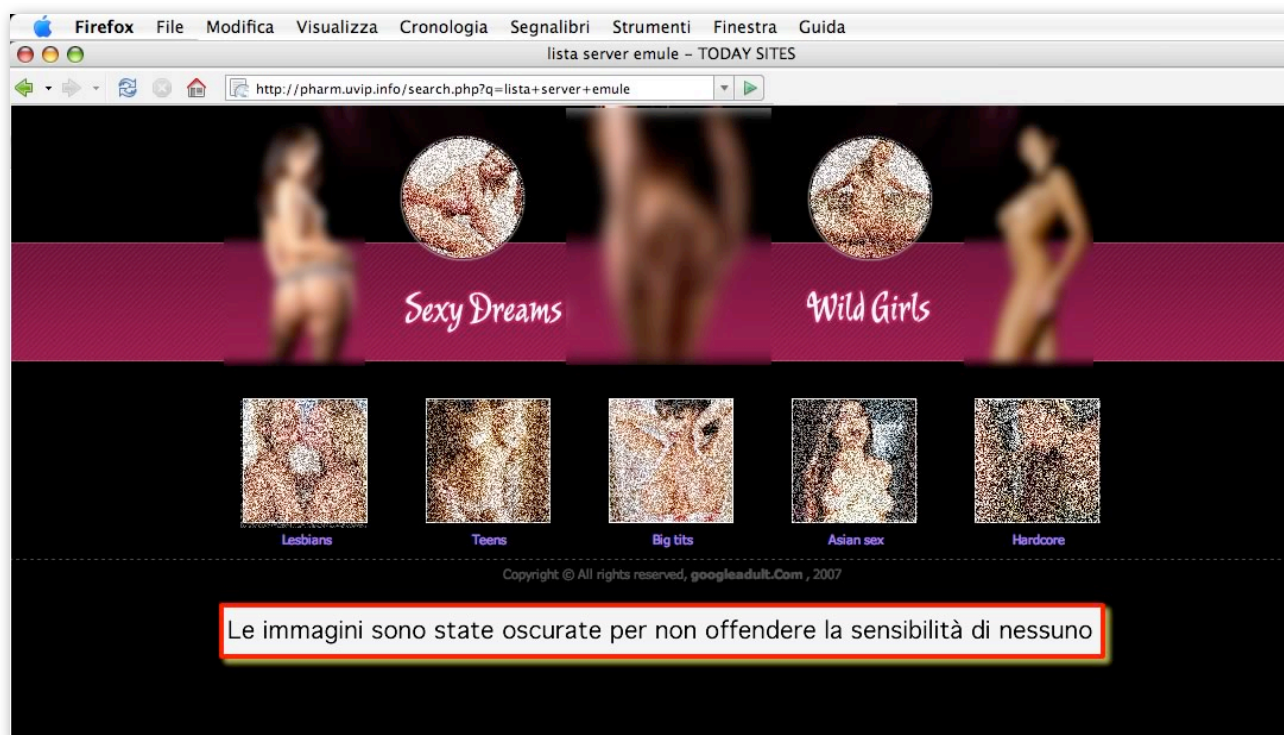 Firefox File Modifica Visualizza Cronologia Segnalibri Strumenti Finestra Guida
lista server emule – TODAY SITES
http://pharm.uvip.info/search.php?q=lista+server+emule
Sexy Dreams
Wild Girls
Lesbians
Teens
Big tits
Asian sex
Hardcore
Copyright © All rights reserved, googleadult.Com , 2007
Le immagini sono state oscurate per non offendere la sensibilità di nessuno